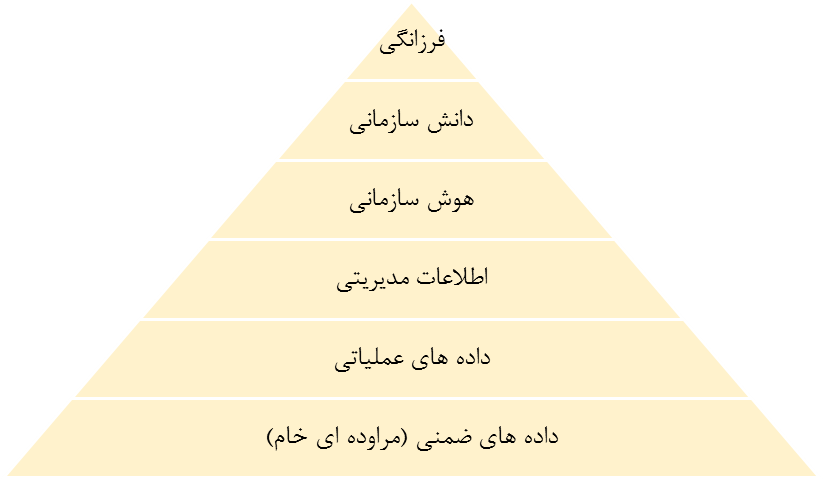 فرزانگی
دانش سازمانی
هوش سازمانی
اطلاعات مدیریتی
داده های عملیاتی
داده های ضمنی (مراوده ای خام)